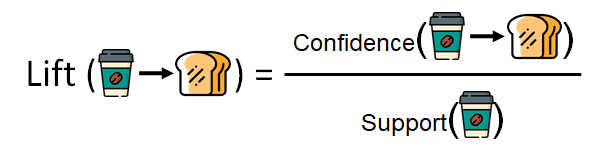 Lift ( ) = Confidence( )
Support( )